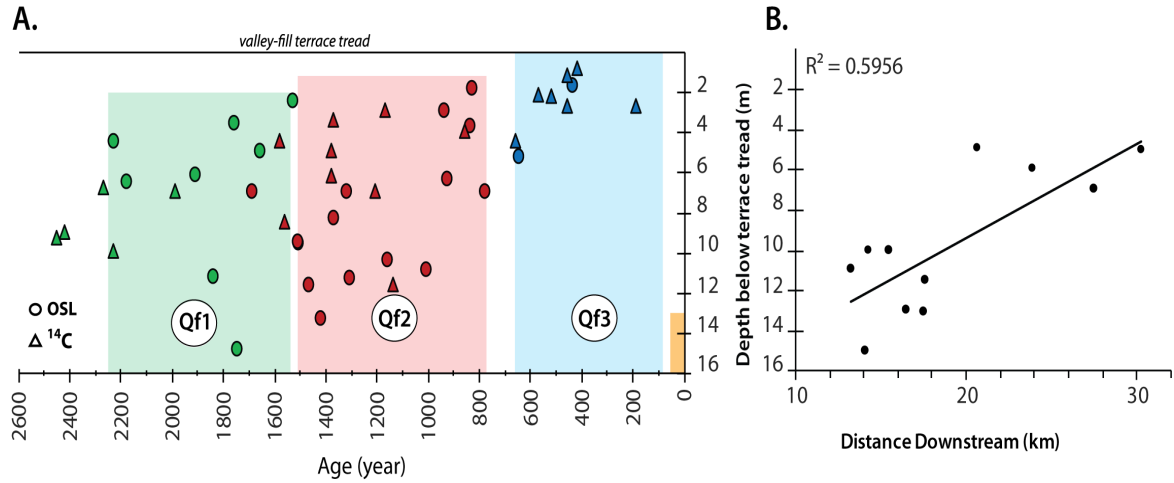 A.
valley-fill terrace tread
2
4
6
8
10
12
14
16
OSL
¹⁴C
Qf1
Qf2
Qf3
2600
2400
2200
2000
1800
1600
1400
1200
1000
800
600
400
200
0
Age (year)
B.
R² = 0.5956
Depth below terrace tread (m)
2
4
6
8
10
12
14
16
10
20
30
Distance Downstream (km)